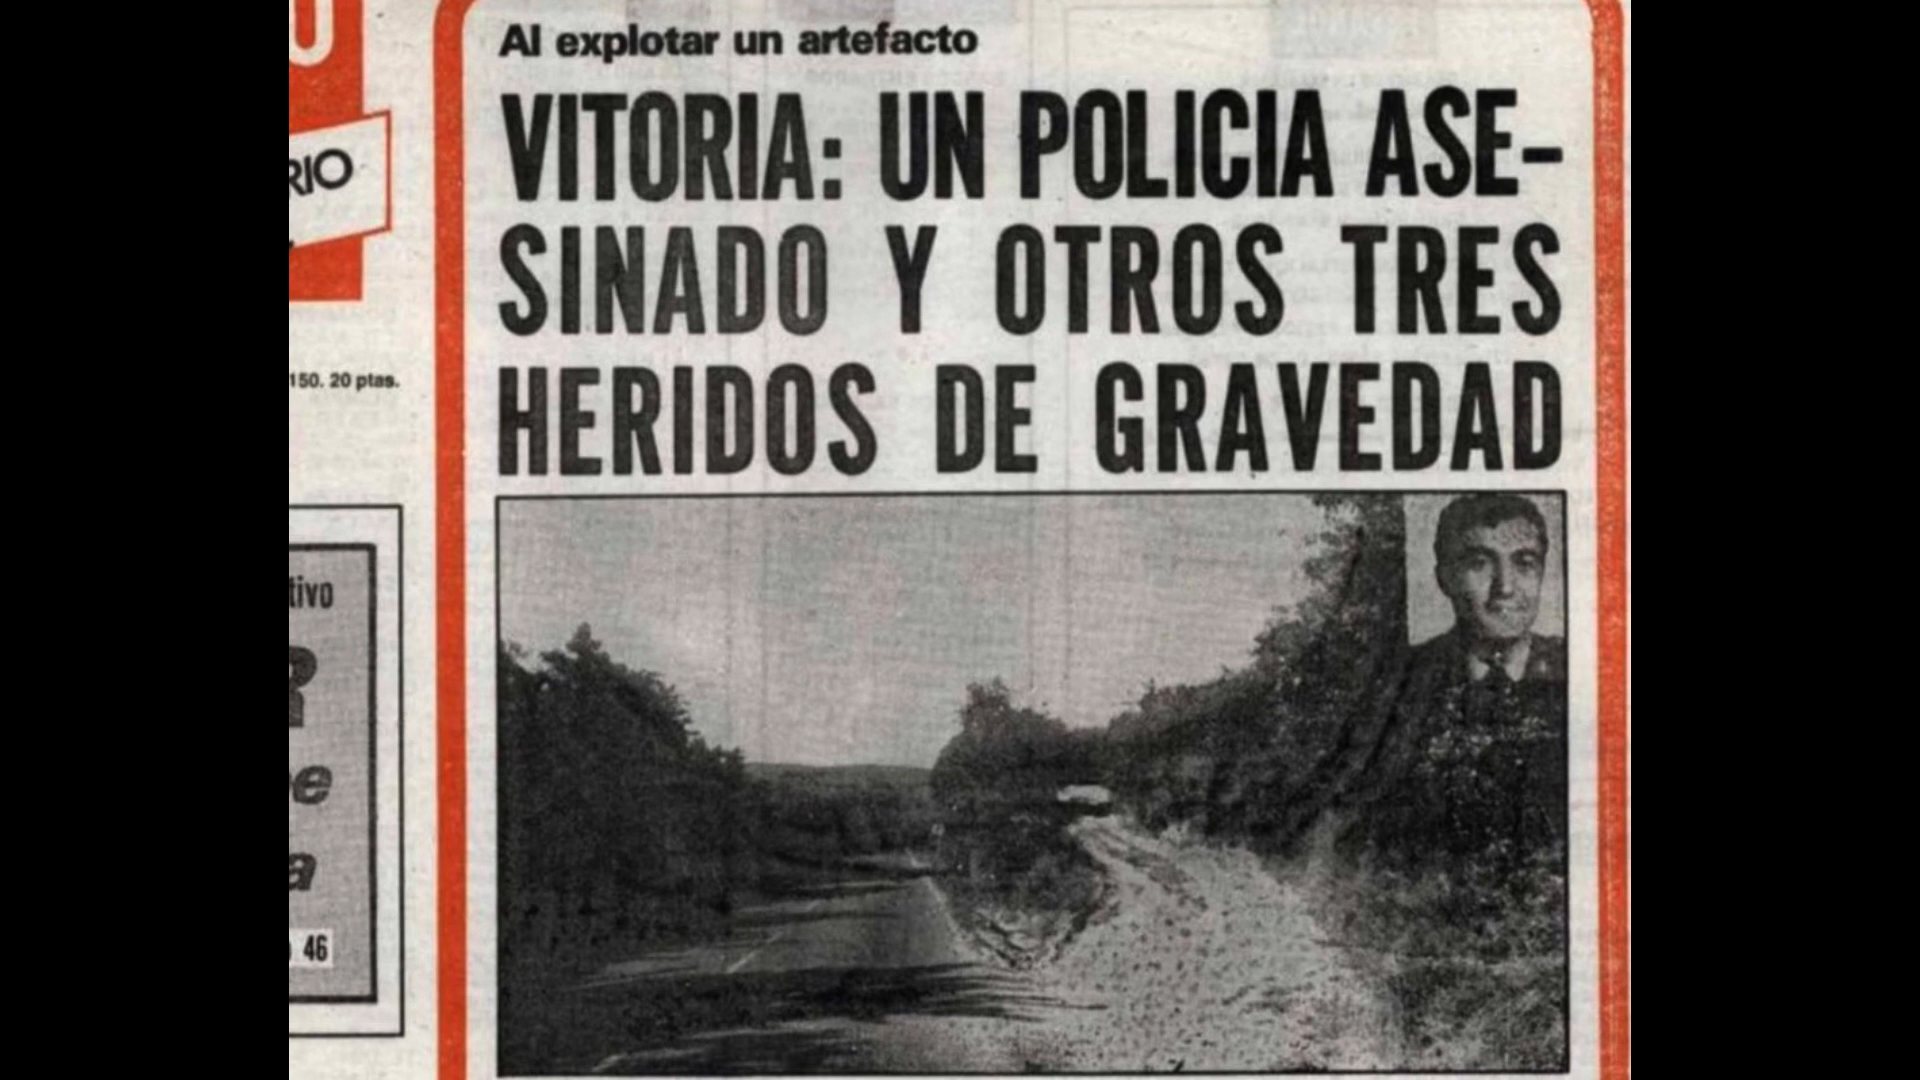 Al explotar un artefacto
VITORIA: UN POLICIA ASE-
SINADO Y OTROS TRES
HERIDOS DE GRAVEDAD
RIO
150. 20 ptas.
tivo
R
e
a
46